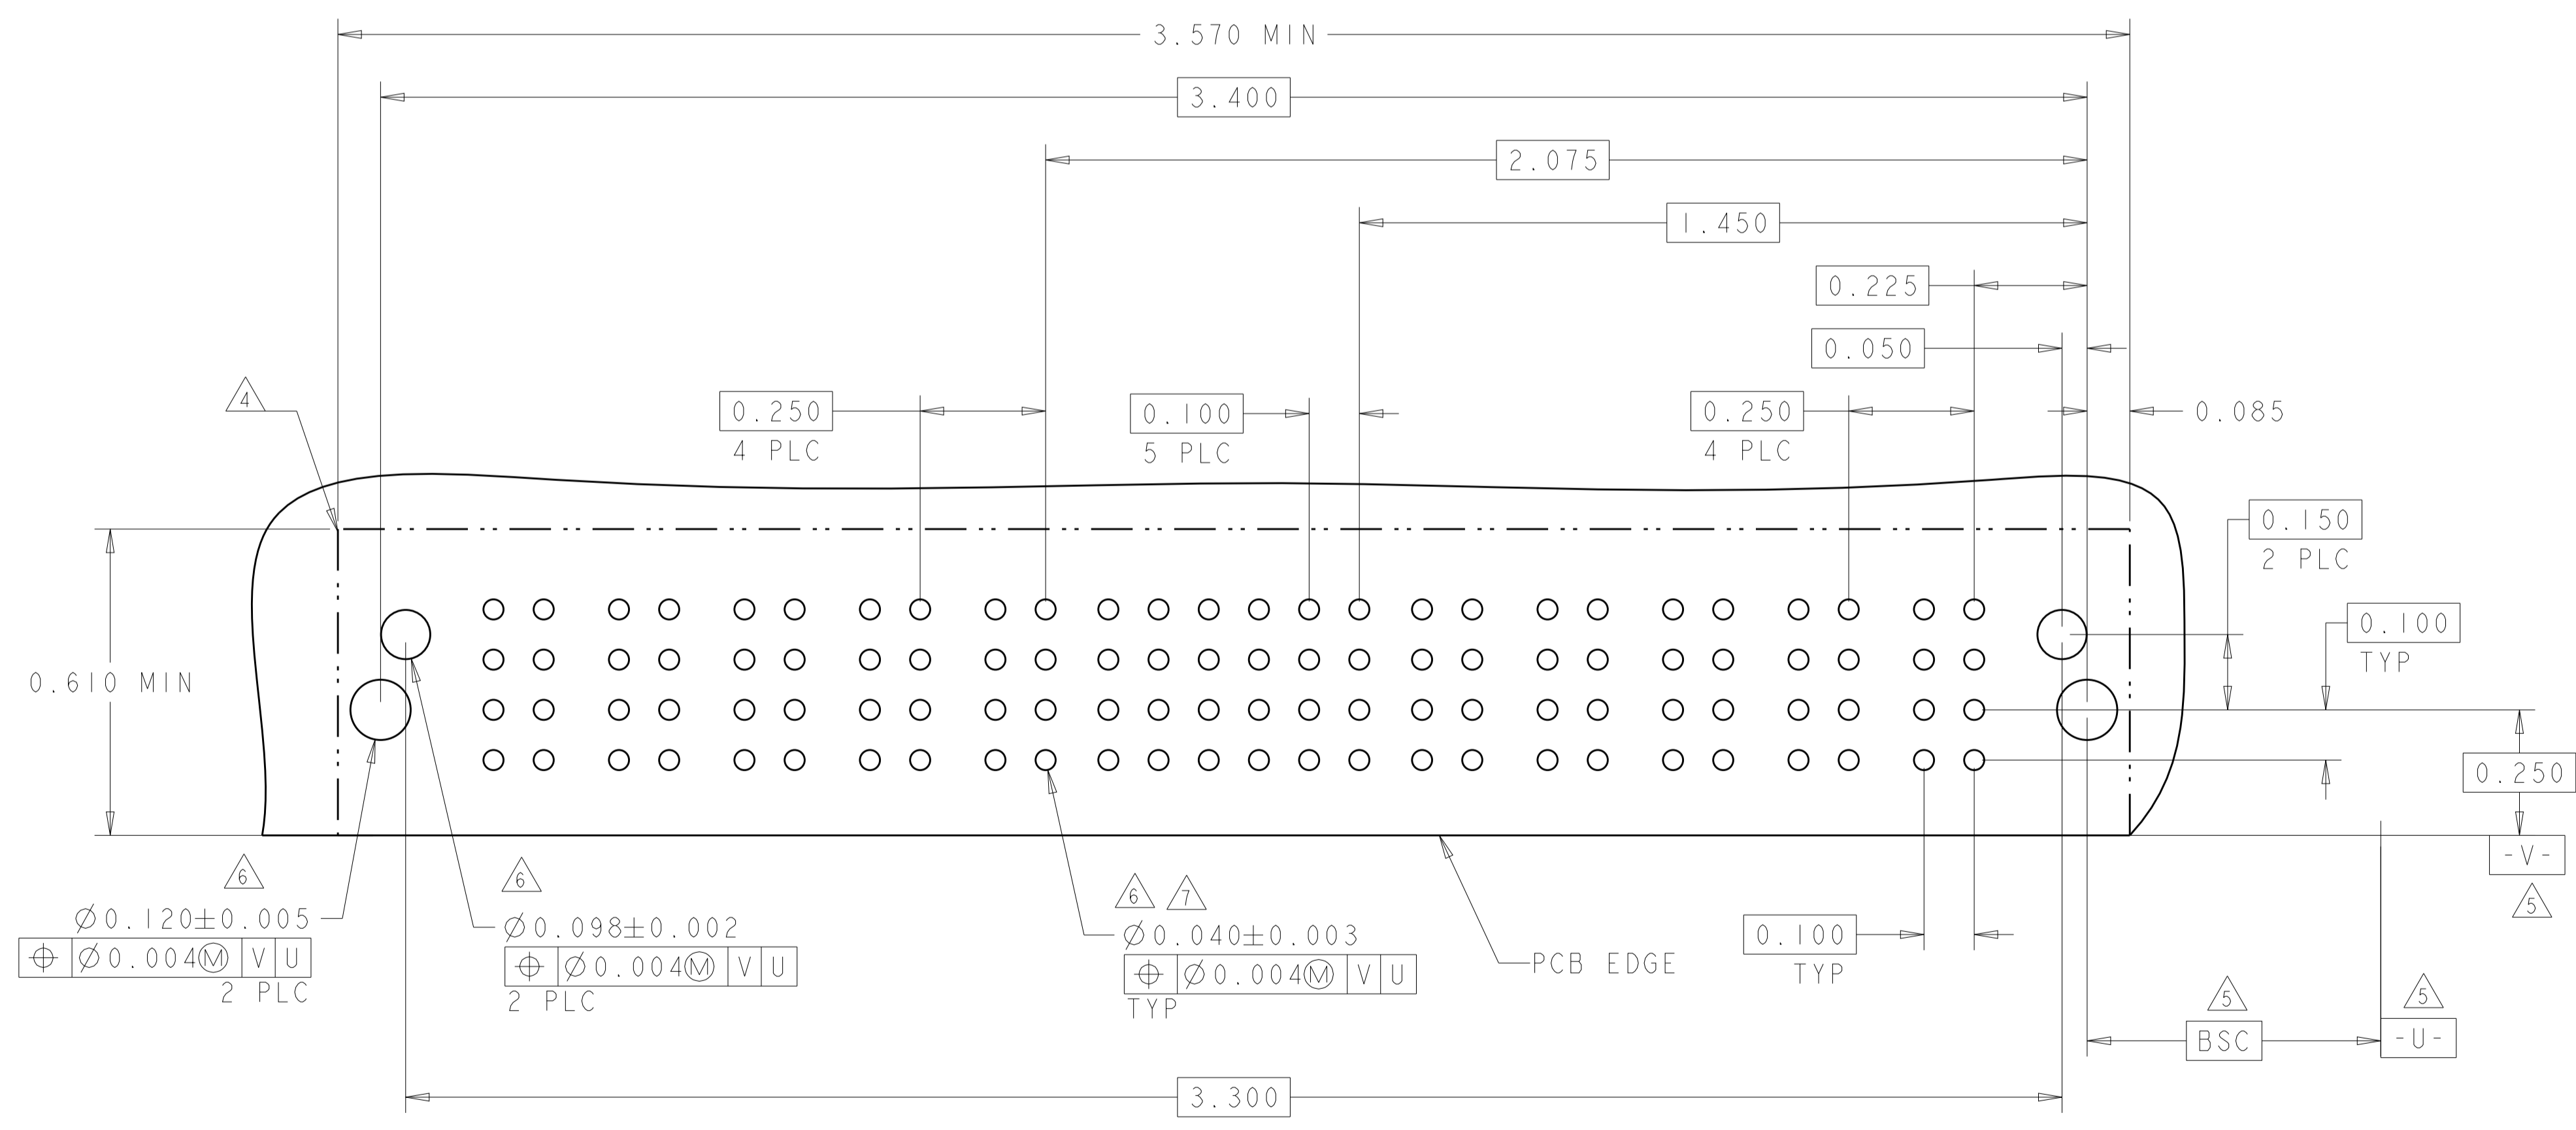 3.570 MIN
3.400
2.075
1.450
0.225
0.050
4
0.250
4 PLC
0.100
5 PLC
0.250
4 PLC
0.085
0.150
2 PLC
0.100
TYP
0.610 MIN
0.250
-V-
5
6
Ø0.120±0.005
⌖ Ø0.004Ⓜ V U
2 PLC
6
Ø0.098±0.002
⌖ Ø0.004Ⓜ V U
2 PLC
6 7
Ø0.040±0.003
⌖ Ø0.004Ⓜ V U
TYP
PCB EDGE
0.100
TYP
5
BSC
5
-U-
3.300